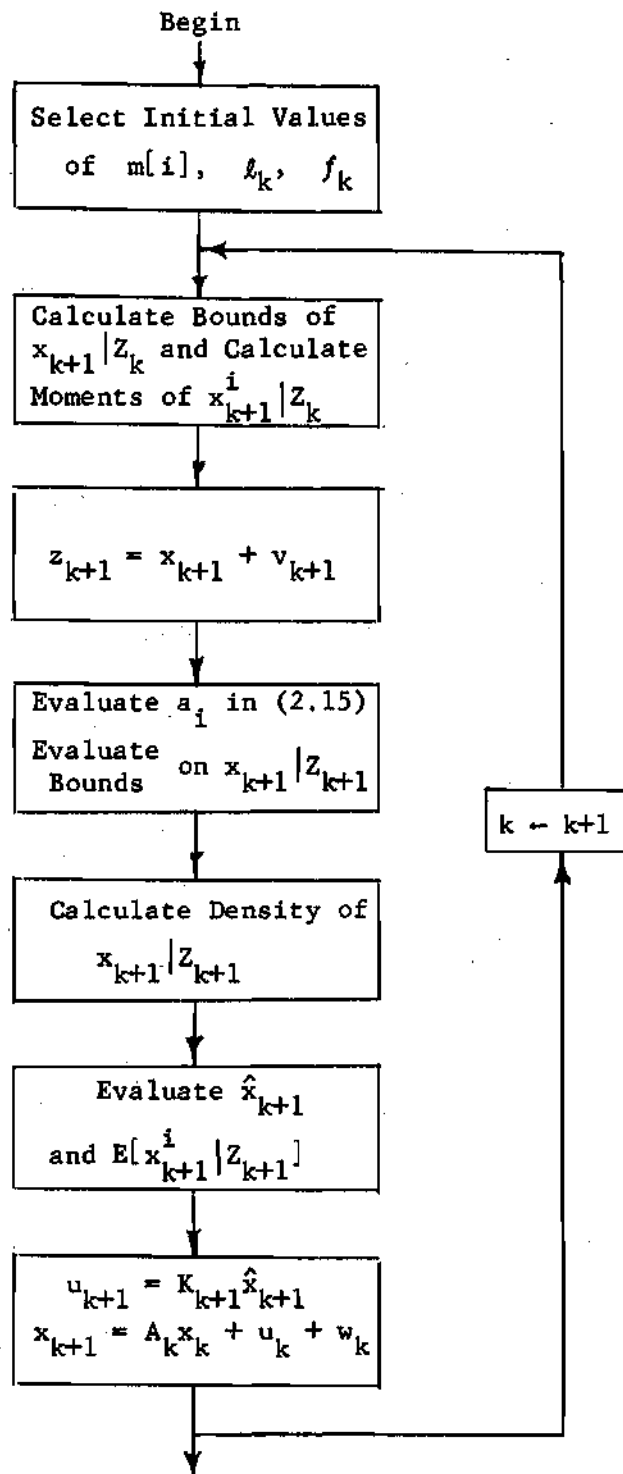 Begin
Select Initial Values
of m[i], ℓ_k, f_k
Calculate Bounds of
x_{k+1}|Z_k and Calculate
Moments of x^i_{k+1}|Z_k
z_{k+1} = x_{k+1} + v_{k+1}
Evaluate a_i in (2.15)
Evaluate
Bounds on x_{k+1}|Z_{k+1}
k ← k+1
Calculate Density of
x_{k+1}|Z_{k+1}
Evaluate x̂_{k+1}
and E[x^i_{k+1}|Z_{k+1}]
u_{k+1} = K_{k+1}x̂_{k+1}
x_{k+1} = A_k x_k + u_k + w_k